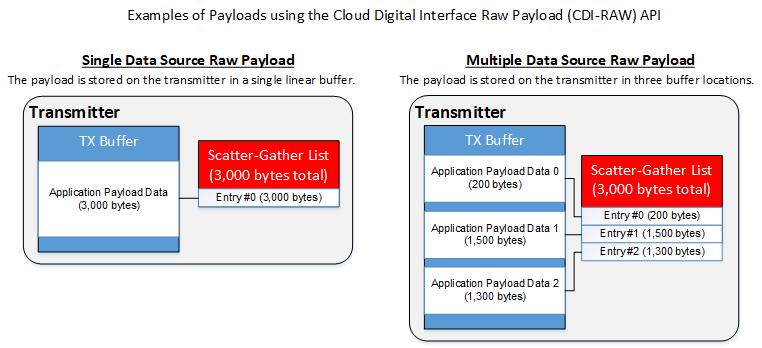 Examples of Payloads using the Cloud Digital Interface Raw Payload (CDI-RAW) API
Single Data Source Raw Payload
The payload is stored on the transmitter in a single linear buffer.
Transmitter
TX Buffer
Application Payload Data
(3,000 bytes)
Scatter-Gather List
(3,000 bytes total)
Entry#0 (3,000 bytes)
Multiple Data Source Raw Payload
The payload is stored on the transmitter in three buffer locations.
Transmitter
TX Buffer
Application Payload Data 0
(200 bytes)
Application Payload Data 1
(1,500 bytes)
Application Payload Data 2
(1,300 bytes)
Scatter-Gather List
(3,000 bytes total)
Entry#0 (200 bytes)
Entry#1 (1,500 bytes)
Entry#2 (1,300 bytes)